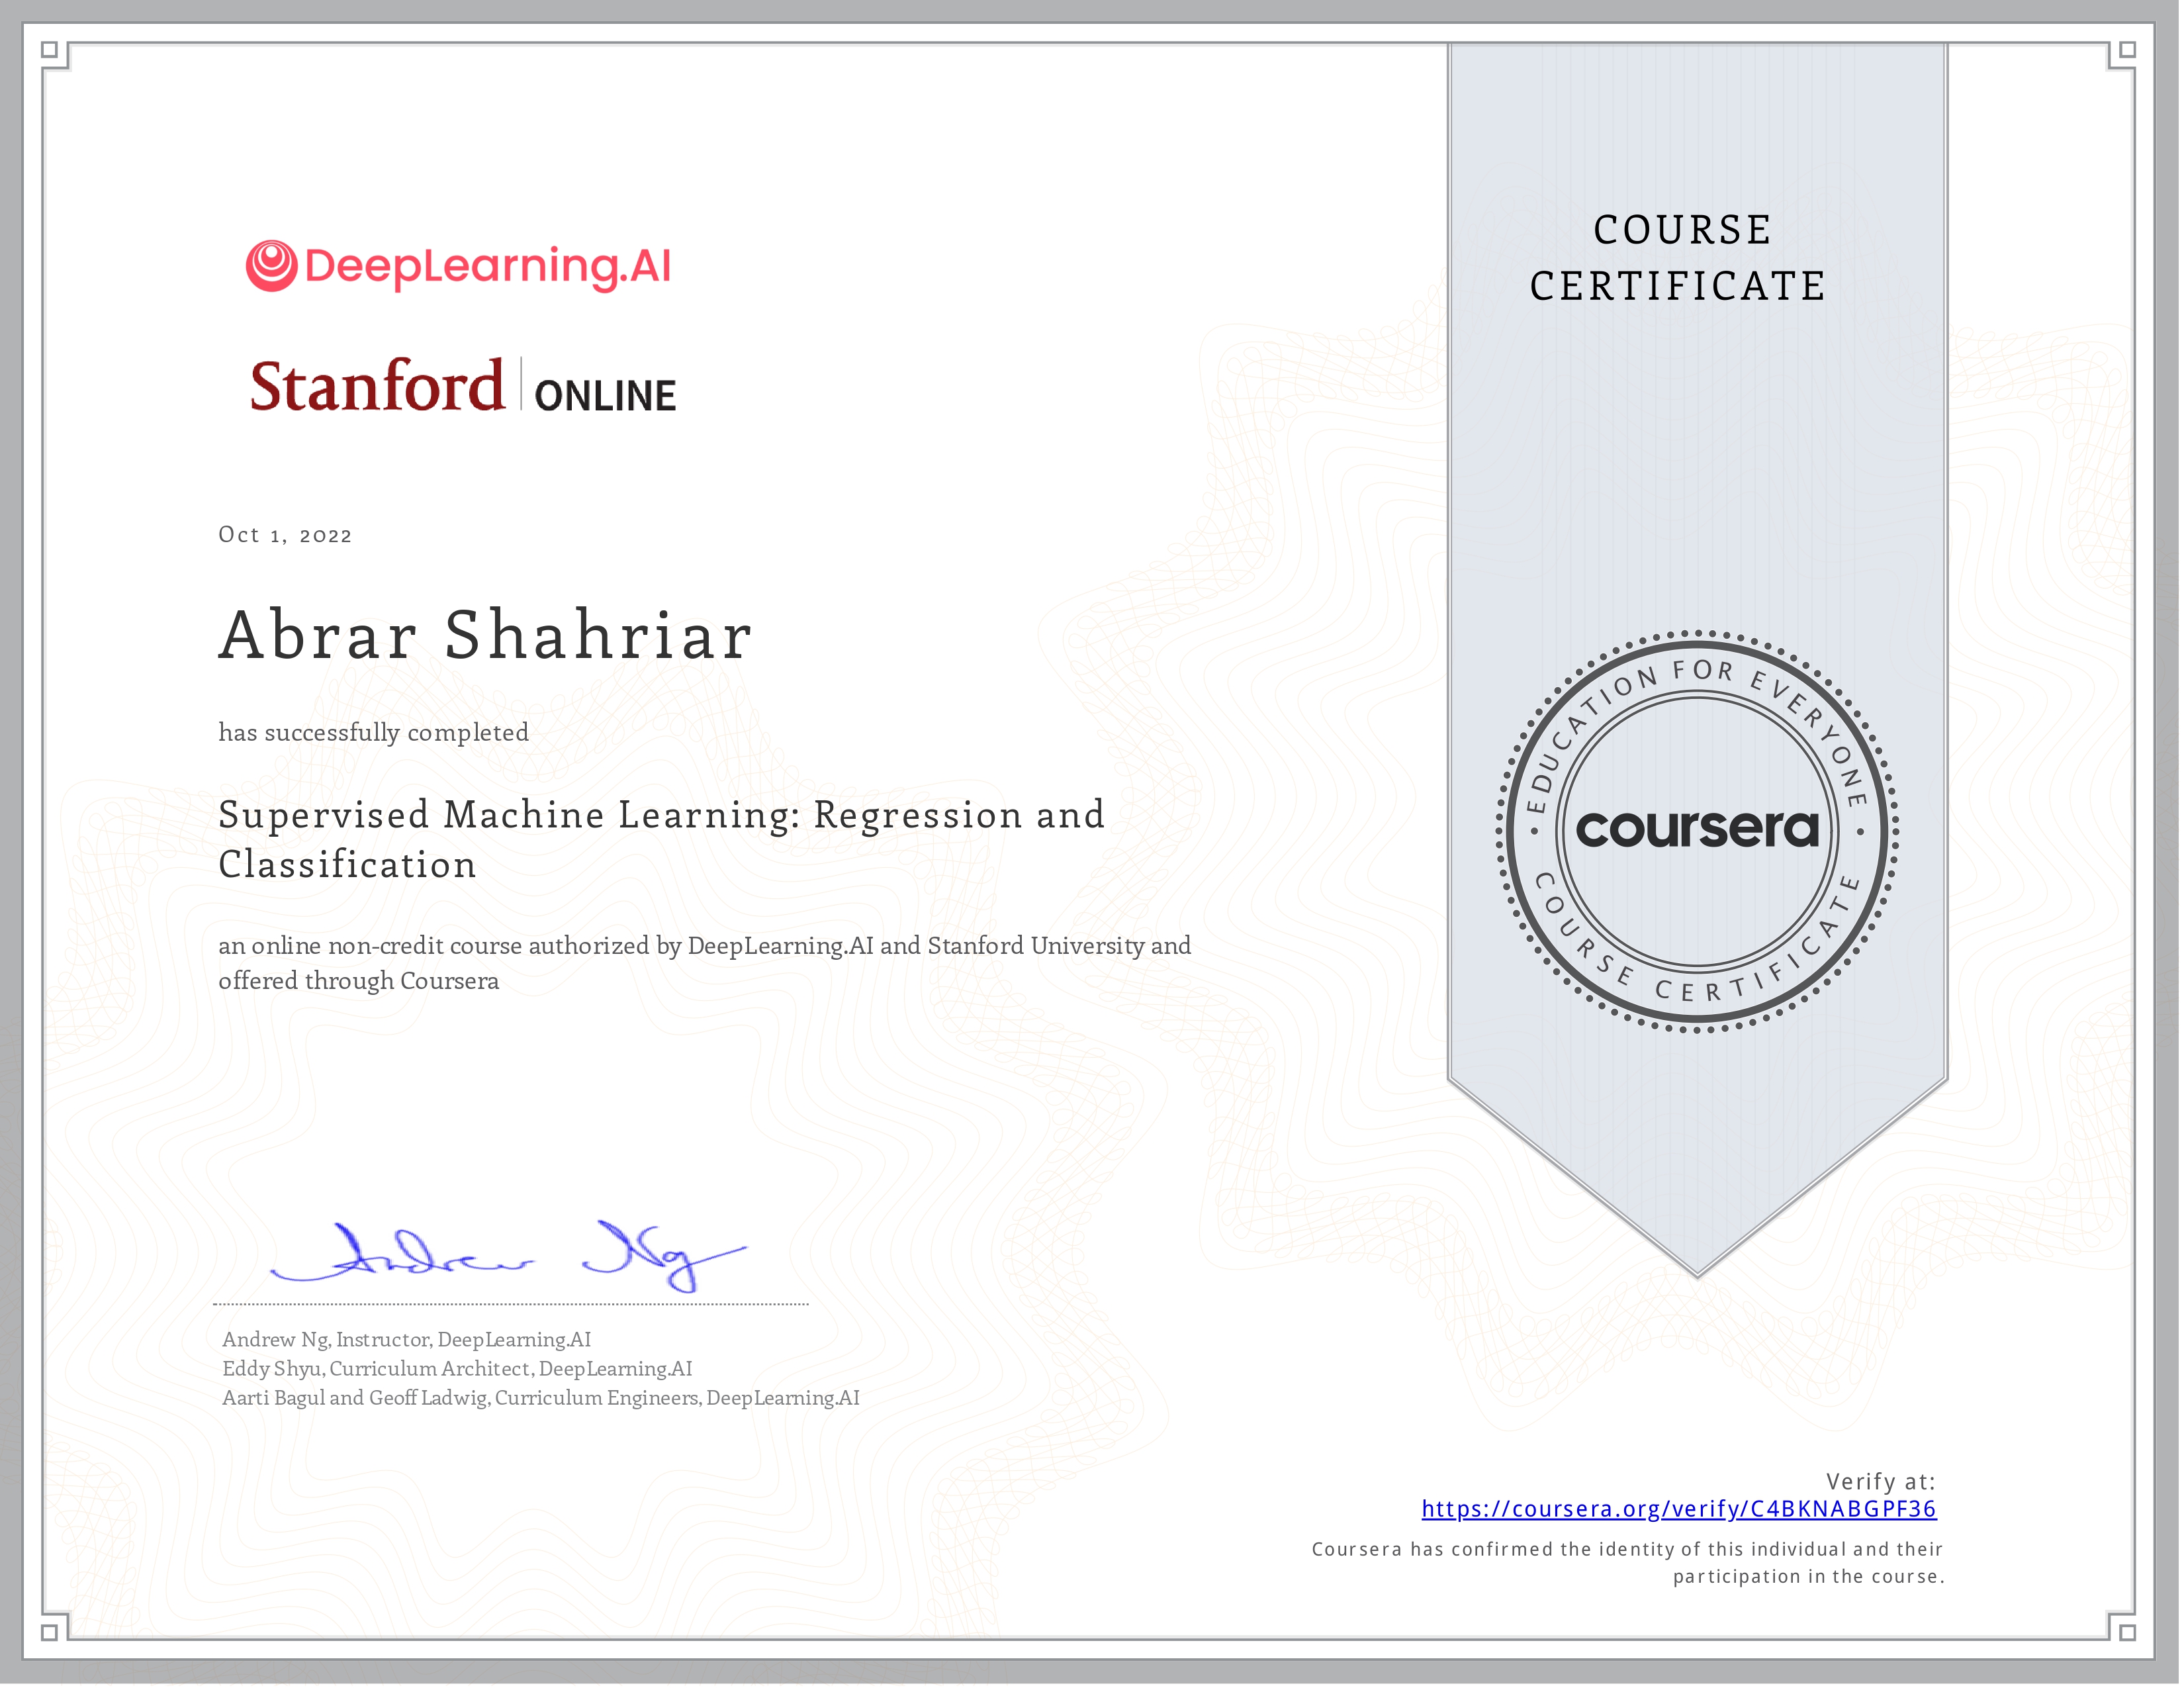 DeepLearning.AI
Stanford | ONLINE
Oct 1, 2022
Abrar Shahriar
has successfully completed
Supervised Machine Learning: Regression and
Classification
an online non-credit course authorized by DeepLearning.AI and Stanford University and
offered through Coursera
Andrew Ng
Andrew Ng, Instructor, DeepLearning.AI
Eddy Shyu, Curriculum Architect, DeepLearning.AI
Aarti Bagul and Geoff Ladwig, Curriculum Engineers, DeepLearning.AI
COURSE
CERTIFICATE
EDUCATION FOR EVERYONE
coursera
COURSE CERTIFICATE
Verify at:
https://coursera.org/verify/C4BKNABGPF36
Coursera has confirmed the identity of this individual and their
participation in the course.